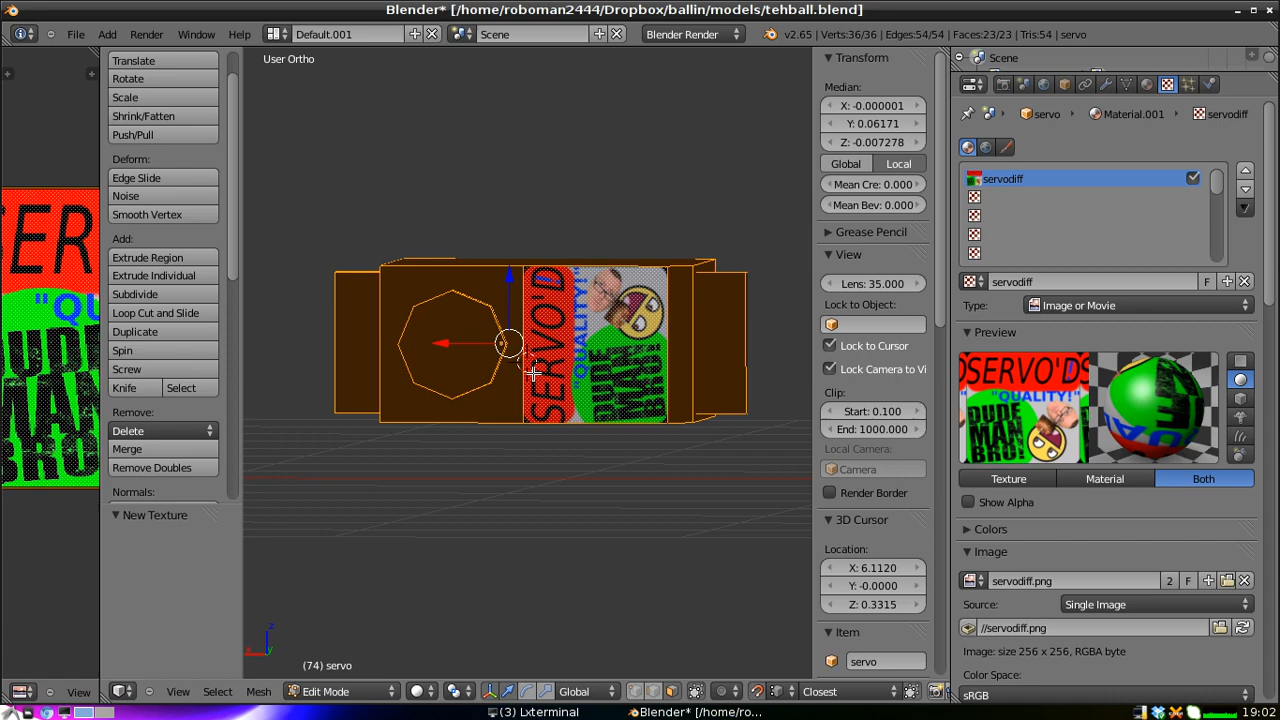 Blender* [/home/roboman2444/Dropbox/ballin/models/tehball.blend]
File Add Render Window Help
Default.001
Scene
Blender Render
v2.65 | Verts:36/36 | Edges:54/54 | Faces:23/23 | Tris:54 | servo
Translate
Rotate
Scale
Shrink/Fatten
Push/Pull
Deform:
Edge Slide
Noise
Smooth Vertex
Add:
Extrude Region
Extrude Individual
Subdivide
Loop Cut and Slide
Duplicate
Spin
Screw
Knife Select
Remove:
Delete
Merge
Remove Doubles
Normals:
New Texture
User Ortho
SERVO'D
"QUALITY!"
DUDE
MAN
BRO!
(74) servo
Transform
Median:
X: -0.000001
Y: 0.06171
Z: -0.007278
Global Local
Mean Cre: 0.000
Mean Bev: 0.000
Grease Pencil
View
Lens: 35.000
Lock to Object:
Lock to Cursor
Lock Camera to Vi
Clip:
Start: 0.100
End: 1000.000
Local Camera:
Camera
Render Border
3D Cursor
Location:
X: 6.1120
Y: -0.0000
Z: 0.3315
Item
servo
Scene
servo Material.001 servodiff
servodiff
servodiff F
Type: Image or Movie
Preview
SERVO'DS
"QUALITY!"
DUDE
MAN
BRO!
Texture Material Both
Show Alpha
Colors
Image
servodiff.png 2 F
Source: Single Image
//servodiff.png
Image: size 256 x 256, RGBA byte
Color Space:
sRGB
View
View Select Mesh Edit Mode Global Closest
(3) Lxterminal
Blender* [/home/ro...
19:02